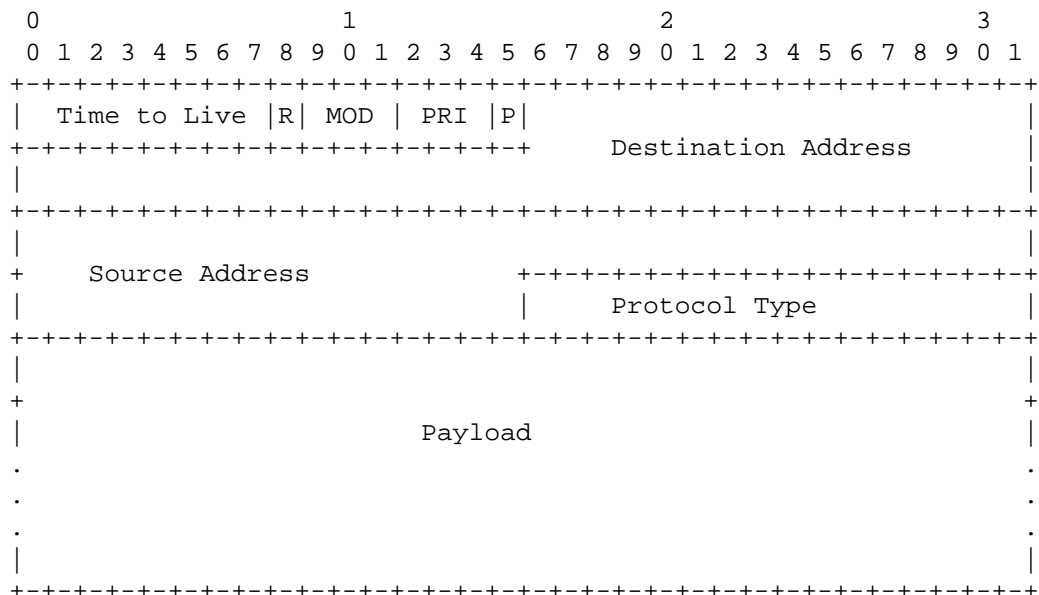 0                   1                   2                   3
 0 1 2 3 4 5 6 7 8 9 0 1 2 3 4 5 6 7 8 9 0 1 2 3 4 5 6 7 8 9 0 1
+-+-+-+-+-+-+-+-+-+-+-+-+-+-+-+-+-+-+-+-+-+-+-+-+-+-+-+-+-+-+-+-+
|  Time to Live |R| MOD | PRI |P|                               |
+-+-+-+-+-+-+-+-+-+-+-+-+-+-+-+-+     Destination Address       |
|                                                               |
+-+-+-+-+-+-+-+-+-+-+-+-+-+-+-+-+-+-+-+-+-+-+-+-+-+-+-+-+-+-+-+-+
|                                                               |
+    Source Address             +-+-+-+-+-+-+-+-+-+-+-+-+-+-+-+-+
|                               |     Protocol Type             |
+-+-+-+-+-+-+-+-+-+-+-+-+-+-+-+-+-+-+-+-+-+-+-+-+-+-+-+-+-+-+-+-+
|                                                               |
+                                                               +
|                         Payload                               |
.                                                               .
.                                                               .
.                                                               .
|                                                               |
+-+-+-+-+-+-+-+-+-+-+-+-+-+-+-+-+-+-+-+-+-+-+-+-+-+-+-+-+-+-+-+-+